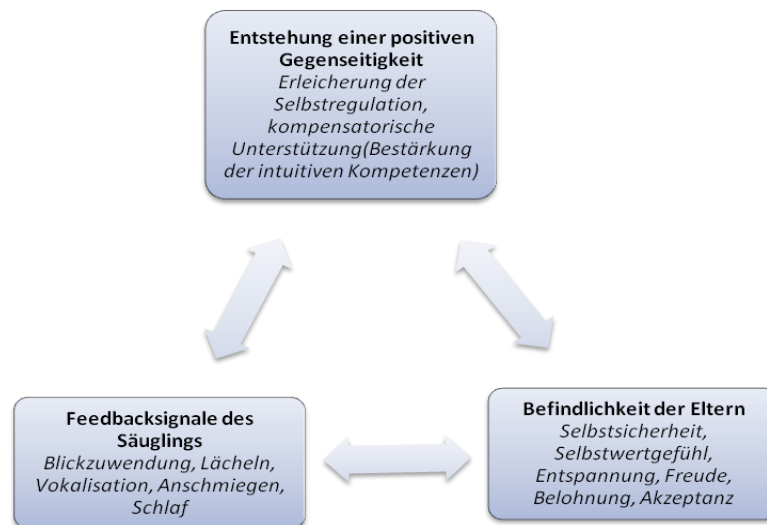 Entstehung einer positiven
Gegenseitigkeit
Erleicherung der
Selbstregulation,
kompensatorische
Unterstützung(Bestärkung
der intuitiven Kompetenzen)
Feedbacksignale des
Säuglings
Blickzuwendung, Lächeln,
Vokalisation, Anschmiegen,
Schlaf
Befindlichkeit der Eltern
Selbstsicherheit,
Selbstwertgefühl,
Entspannung, Freude,
Belohnung, Akzeptanz